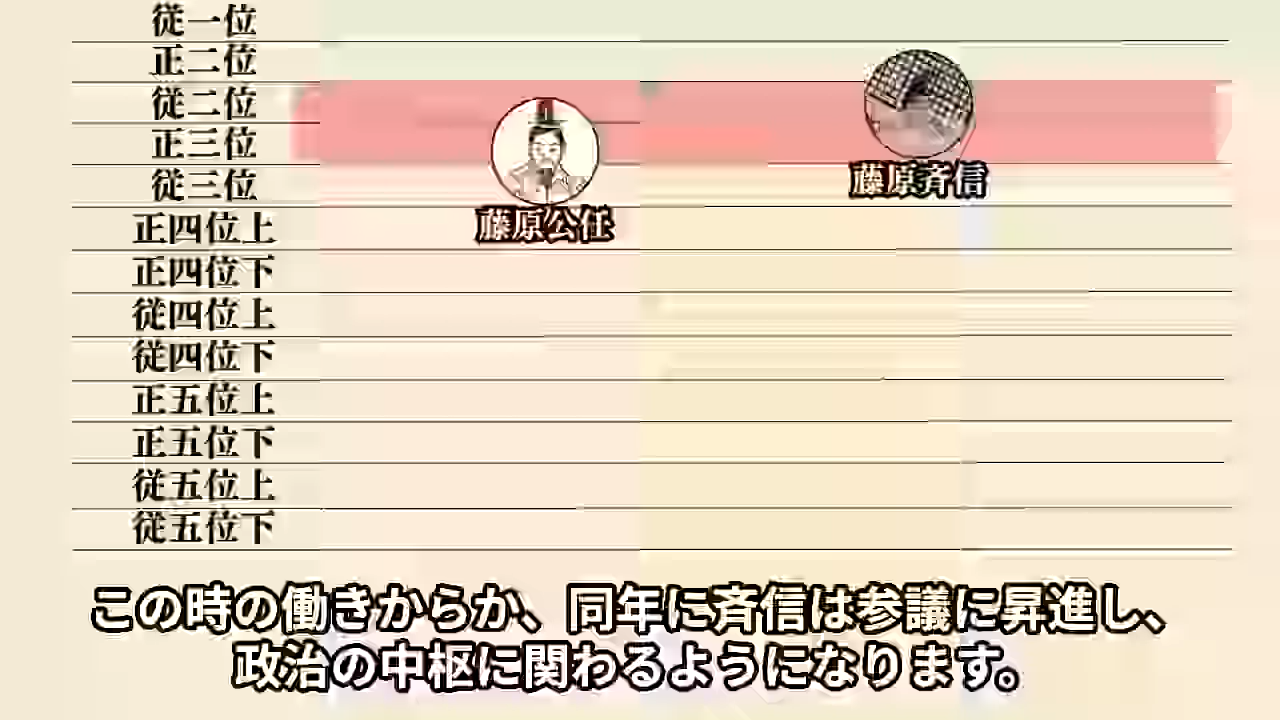 従一位
正二位
従二位
正三位
従三位
正四位上
正四位下
従四位上
従四位下
正五位上
正五位下
従五位上
従五位下
藤原公任
藤原斉信
この時の働きからか、同年に斉信は参議に昇進し、
政治の中枢に関わるようになります。